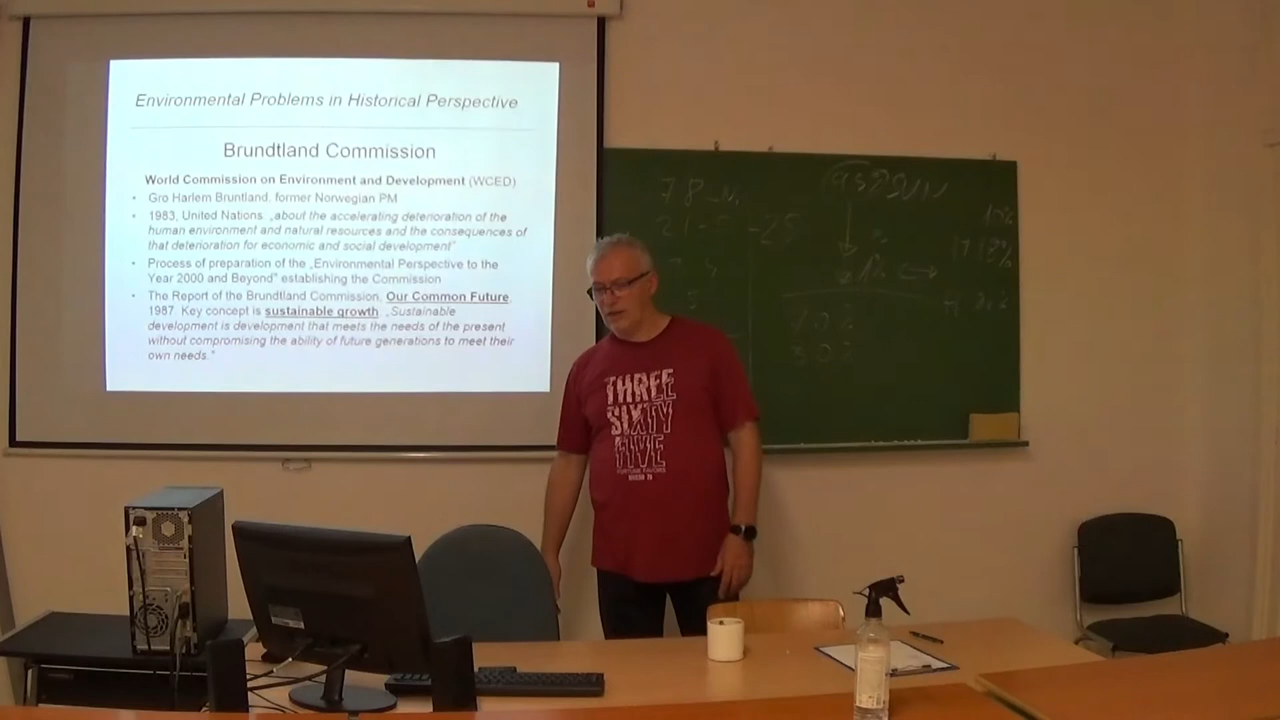 Environmental Problems in Historical Perspective
Brundtland Commission
World Commission on Environment and Development (WCED)
• Gro Harlem Bruntland, former Norwegian PM
• 1983, United Nations „about the accelerating deterioration of the
human environment and natural resources and the consequences of
that deterioration for economic and social development"
• Process of preparation of the „Environmental Perspective to the
Year 2000 and Beyond" establishing the Commission
• The Report of the Brundtland Commission, Our Common Future,
1987. Key concept is sustainable growth. „Sustainable
development is development that meets the needs of the present
without compromising the ability of future generations to meet their
own needs."
THREE
SIXTY
FIVE
FORTUNE FAVORS
78
25